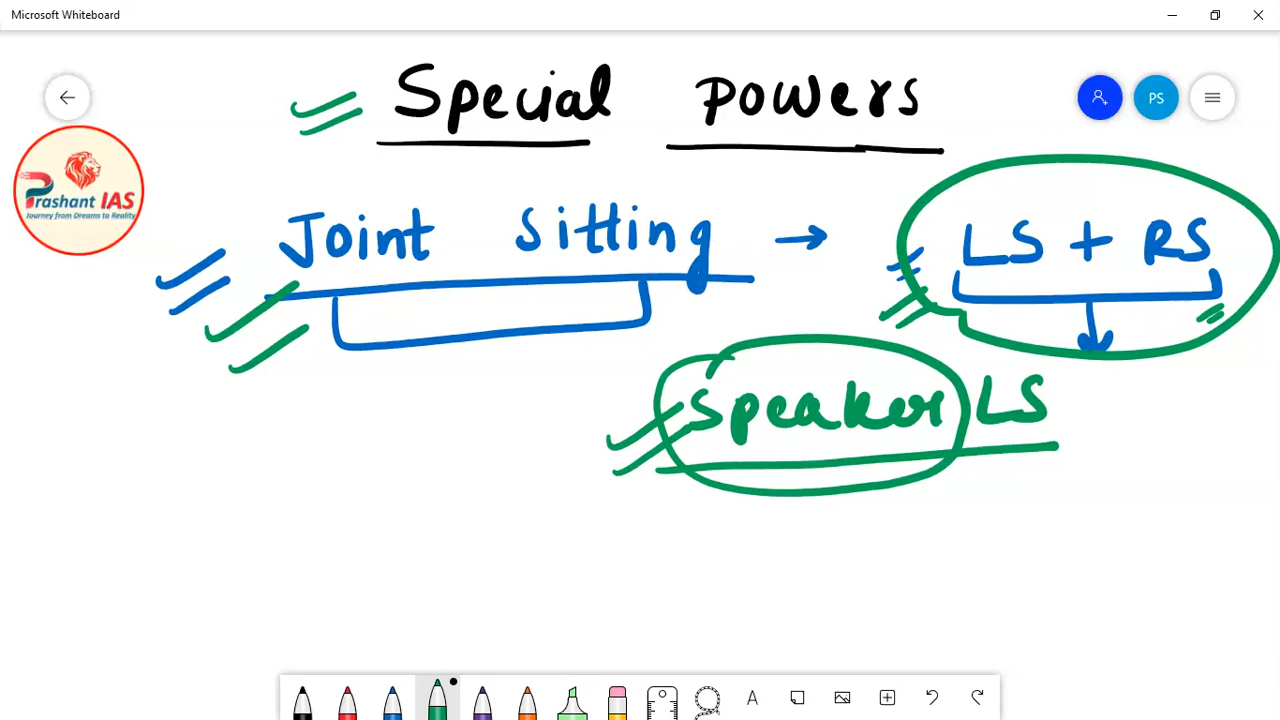 Microsoft Whiteboard
Special Powers
PS
Prashant IAS
Journey from Dreams to Reality
Joint Sitting → LS + RS
Speaker LS
A